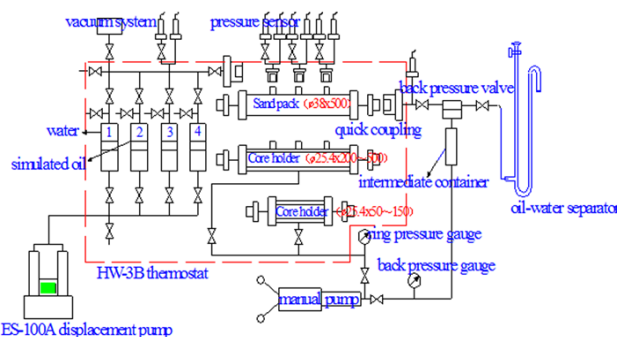 vacuum system
pressure sensor
back pressure valve
Sand pack (ø38x500)
water
1 2 3 4
quick coupling
simulated oil
Core holder (ø25.4x200~500)
intermediate container
oil-water separator
Core holder (ø25.4x50~150)
ring pressure gauge
HW-3B thermostat
back pressure gauge
manual pump
ES-100A displacement pump